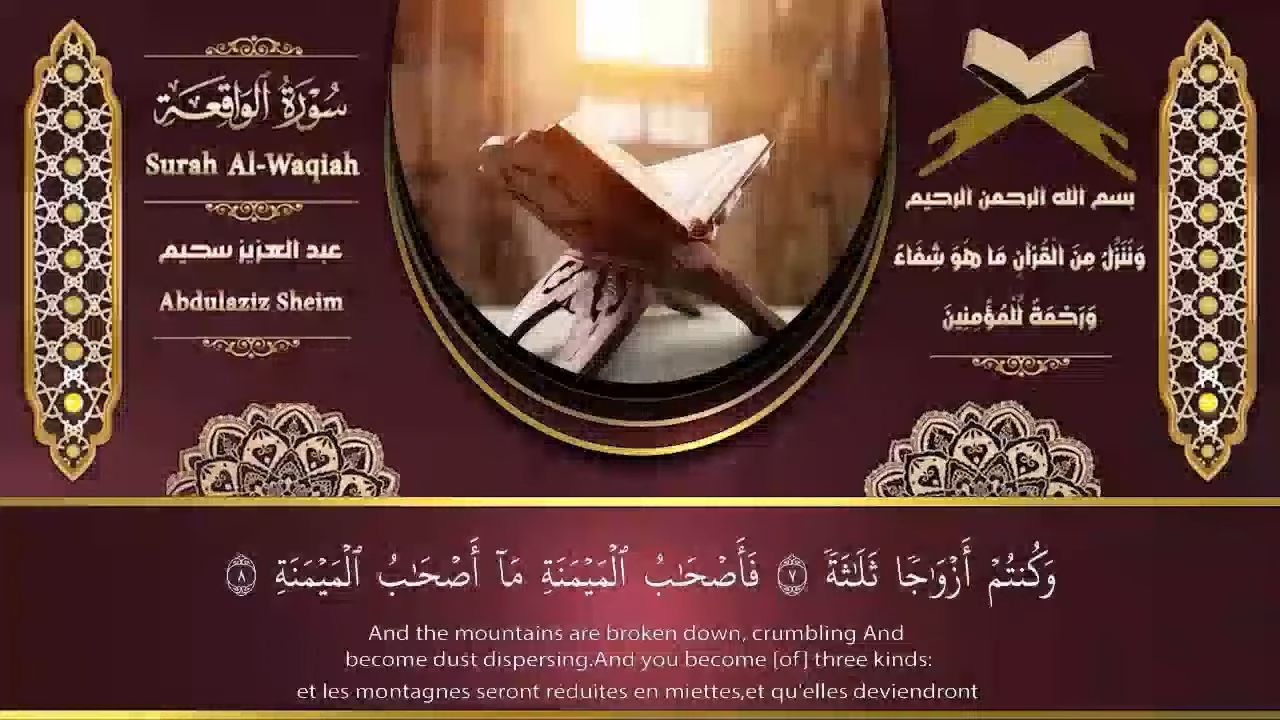 سُورَةُ الوَاقِعَة
Surah Al-Waqiah
عبد العزيز سحيم
Abdulaziz Sheim
بسم الله الرحمن الرحيم
وَنُنَزِّلُ مِنَ الْقُرْآنِ مَا هُوَ شِفَاءٌ
وَرَحْمَةٌ لِّلْمُؤْمِنِينَ
وَكُنتُمْ أَزْوَٰجًا ثَلَٰثَةً ٧ فَأَصْحَٰبُ ٱلْمَيْمَنَةِ مَآ أَصْحَٰبُ ٱلْمَيْمَنَةِ ٨
And the mountains are broken down, crumbling And
become dust dispersing.And you become [of] three kinds:
et les montagnes seront réduites en miettes,et qu'elles deviendront